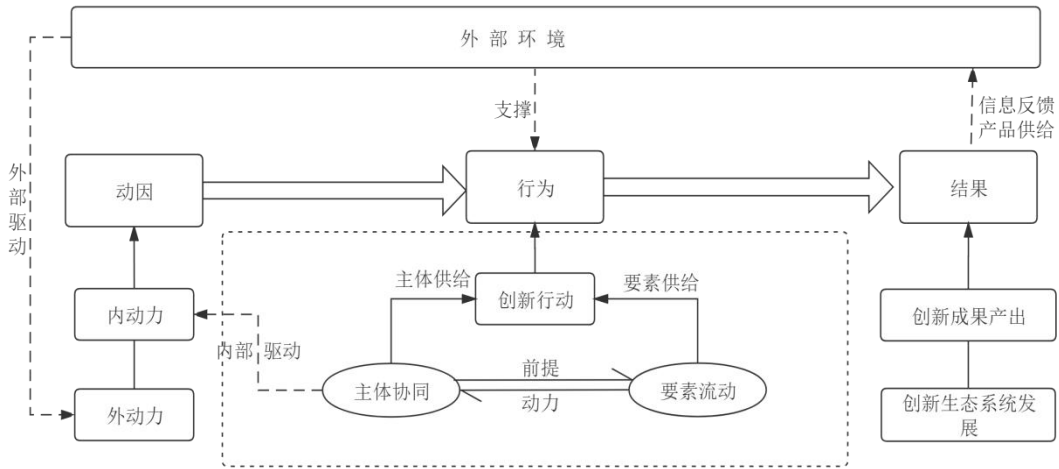 外部环境
支撑
信息反馈
产品供给
外部驱动
动因
行为
结果
主体供给
要素供给
创新行动
内动力
创新成果产出
内部 驱动
前提
主体协同
要素流动
动力
外动力
创新生态系统发
展